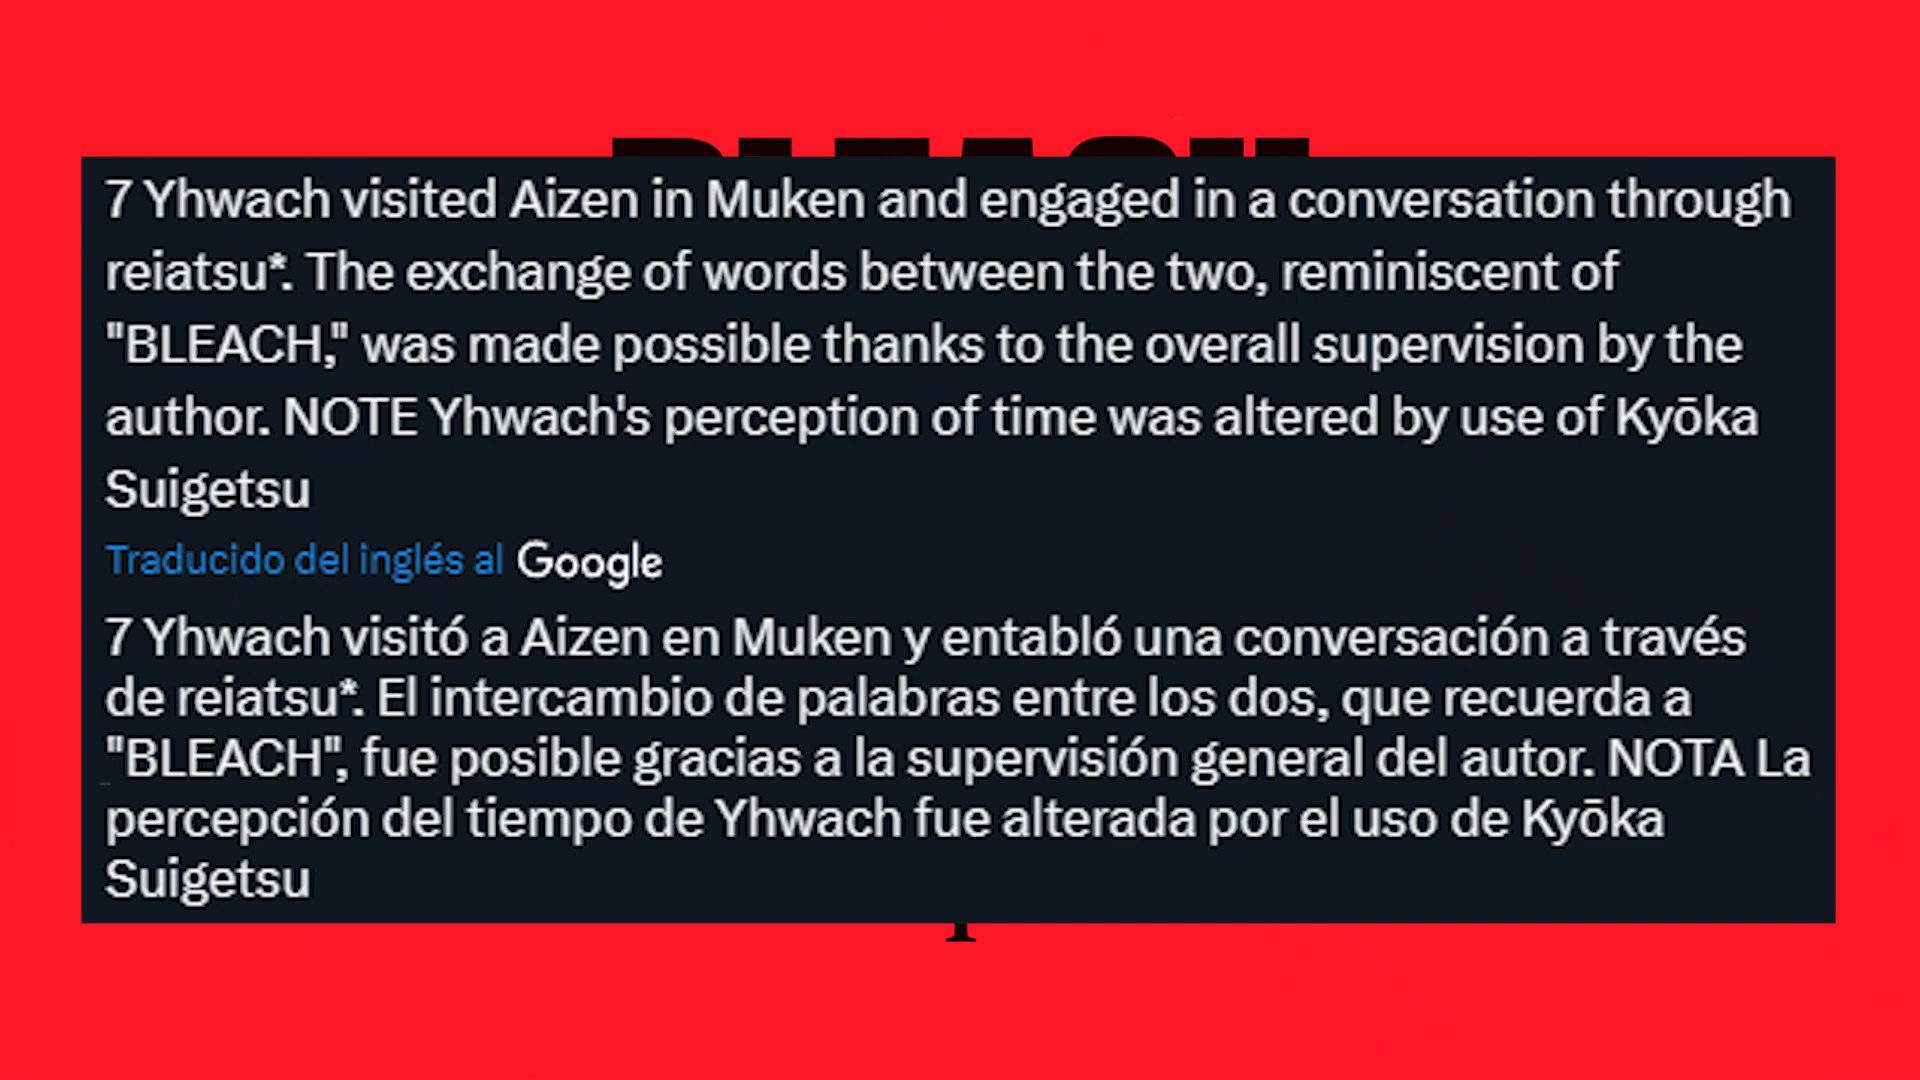 7 Yhwach visited Aizen in Muken and engaged in a conversation through
reiatsu*. The exchange of words between the two, reminiscent of
"BLEACH," was made possible thanks to the overall supervision by the
author. NOTE Yhwach's perception of time was altered by use of Kyōka
Suigetsu
Traducido del inglés al Google
7 Yhwach visitó a Aizen en Muken y entabló una conversación a través
de reiatsu*. El intercambio de palabras entre los dos, que recuerda a
"BLEACH", fue posible gracias a la supervisión general del autor. NOTA La
percepción del tiempo de Yhwach fue alterada por el uso de Kyōka
Suigetsu